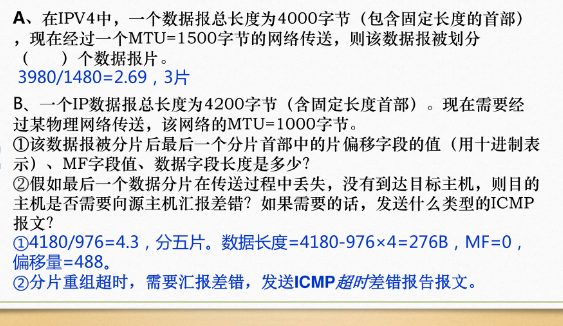 A、在IPV4中，一个数据报总长度为4000字节（包含固定长度的首部）
，现在经过一个MTU=1500字节的网络传送，则该数据报被划分
（　　）个数据报片。
3980/1480=2.69，3片
B、一个IP数据报总长度为4200字节（含固定长度首部）。现在需要经
过某物理网络传送，该网络的MTU=1000字节。
①该数据报被分片后最后一个分片首部中的片偏移字段的值（用十进制表
示）、MF字段值、数据字段长度是多少？
②假如最后一个数据分片在传送过程中丢失，没有到达目标主机，则目的
主机是否需要向源主机汇报差错？如果需要的话，发送什么类型的ICMP
报文？
①4180/976=4.3，分五片。数据长度=4180-976×4=276B，MF=0，
偏移量=488。
②分片重组超时，需要汇报差错，发送ICMP超时差错报告报文。